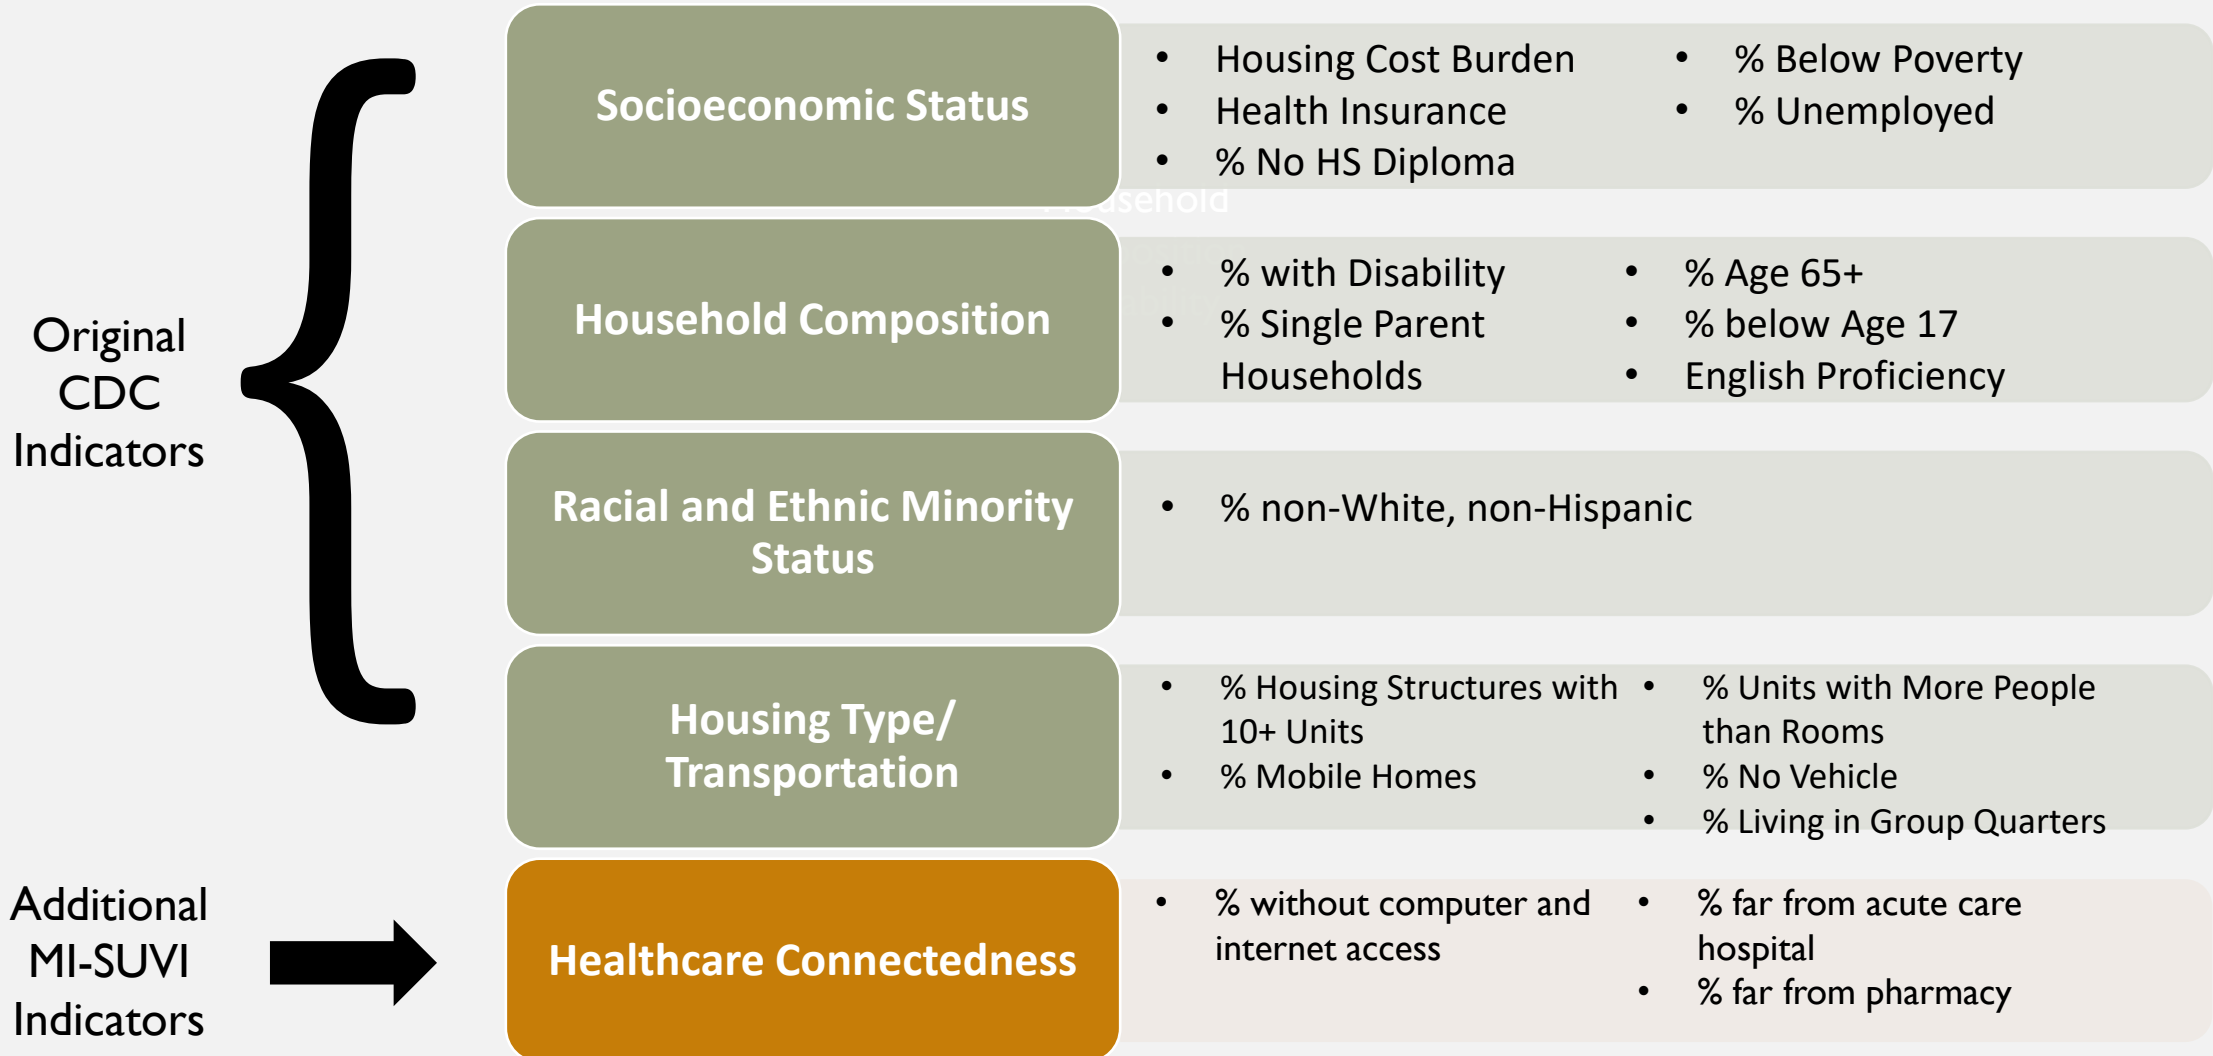 Original
CDC
Indicators
Socioeconomic Status
• Housing Cost Burden
• Health Insurance
• % No HS Diploma
• % Below Poverty
• % Unemployed
Household Composition
• % with Disability
• % Single Parent
Households
• % Age 65+
• % below Age 17
• English Proficiency
Racial and Ethnic Minority
Status
• % non-White, non-Hispanic
Housing Type/
Transportation
• % Housing Structures with
10+ Units
• % Mobile Homes
• % Units with More People
than Rooms
• % No Vehicle
• % Living in Group Quarters
Additional
MI-SUVI
Indicators
Healthcare Connectedness
• % without computer and
internet access
• % far from acute care
hospital
• % far from pharmacy